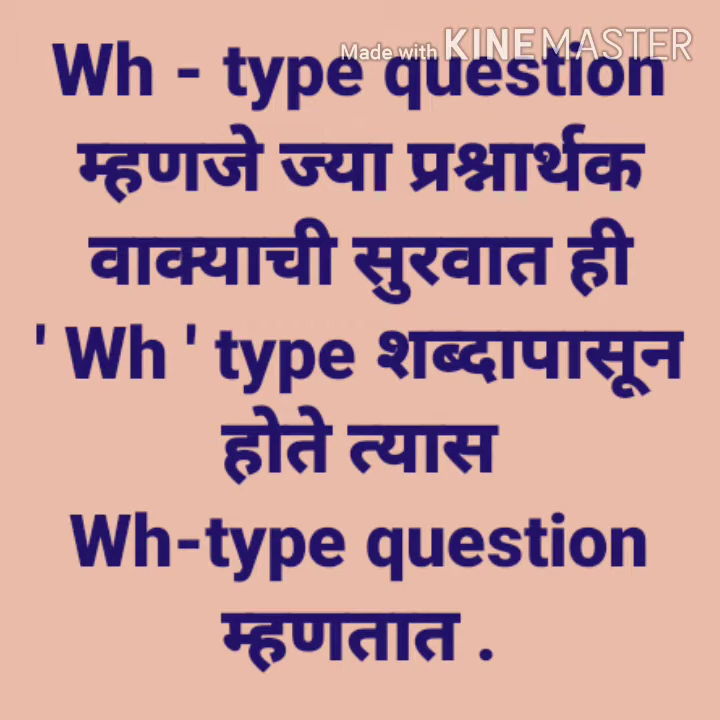 Made with KINEMASTER
Wh - type question
म्हणजे ज्या प्रश्नार्थक
वाक्याची सुरवात ही
' Wh ' type शब्दापासून
होते त्यास
Wh-type question
म्हणतात .